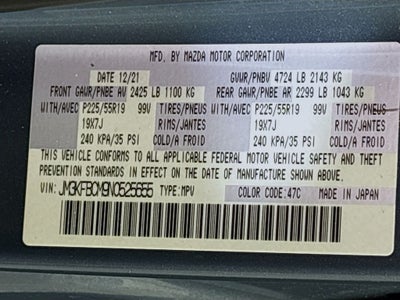 MFD. BY MAZDA MOTOR CORPORATION
DATE 12/21 GVWR/PNBV 4724 LB 2143 KG
FRONT GAWR/PNBE AV 2425 LB 1100 KG REAR GAWR/PNBE AR 2299 LB 1043 KG
WITH/AVEC P225/55R19 99V TIRES/PNEUS WITH/AVEC P225/55R19 99V TIRES/PNEUS
19X7J RIMS/JANTES 19X7J RIMS/JANTES
240 KPA/35 PSI COLD/A FROID 240 KPA/35 PSI COLD/A FROID
THIS VEHICLE CONFORMS TO ALL APPLICABLE FEDERAL MOTOR VEHICLE SAFETY AND THEFT
PREVENTION STANDARDS IN EFFECT ON THE DATE OF MANUFACTURE SHOWN ABOVE.
VIN: JM3KFBCM9N0525655 TYPE: MPV COLOR CODE: 47C MADE IN JAPAN